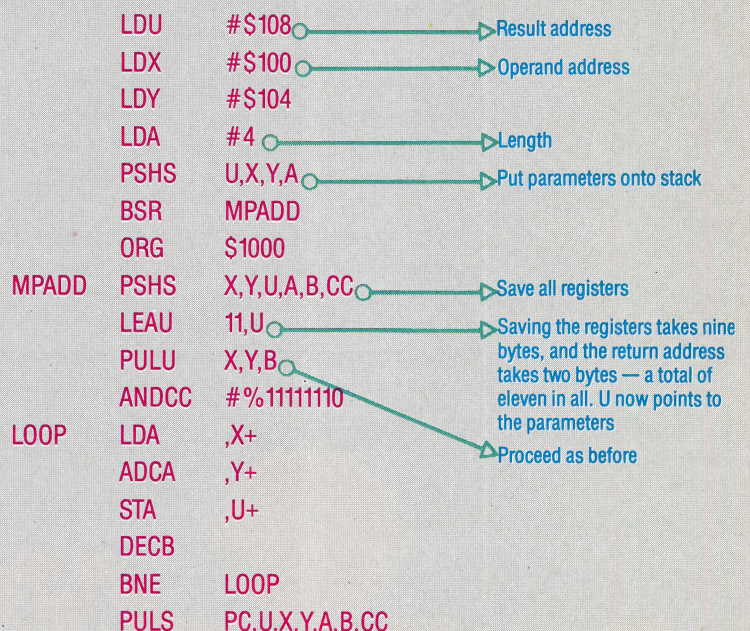 LDU #$108 Result address
LDX #$100 Operand address
LDY #$104
LDA #4 Length
PSHS U,X,Y,A Put parameters onto stack
BSR MPADD
ORG $1000
MPADD PSHS X,Y,U,A,B,CC Save all registers
LEAU 11,U Saving the registers takes nine
bytes, and the return address
PULU X,Y,B takes two bytes — a total of
eleven in all. U now points to
ANDCC #%11111110 the parameters
LOOP LDA ,X+
Proceed as before
ADCA ,Y+
STA ,U+
DECB
BNE LOOP
PULS PC,U,X,Y,A,B,CC